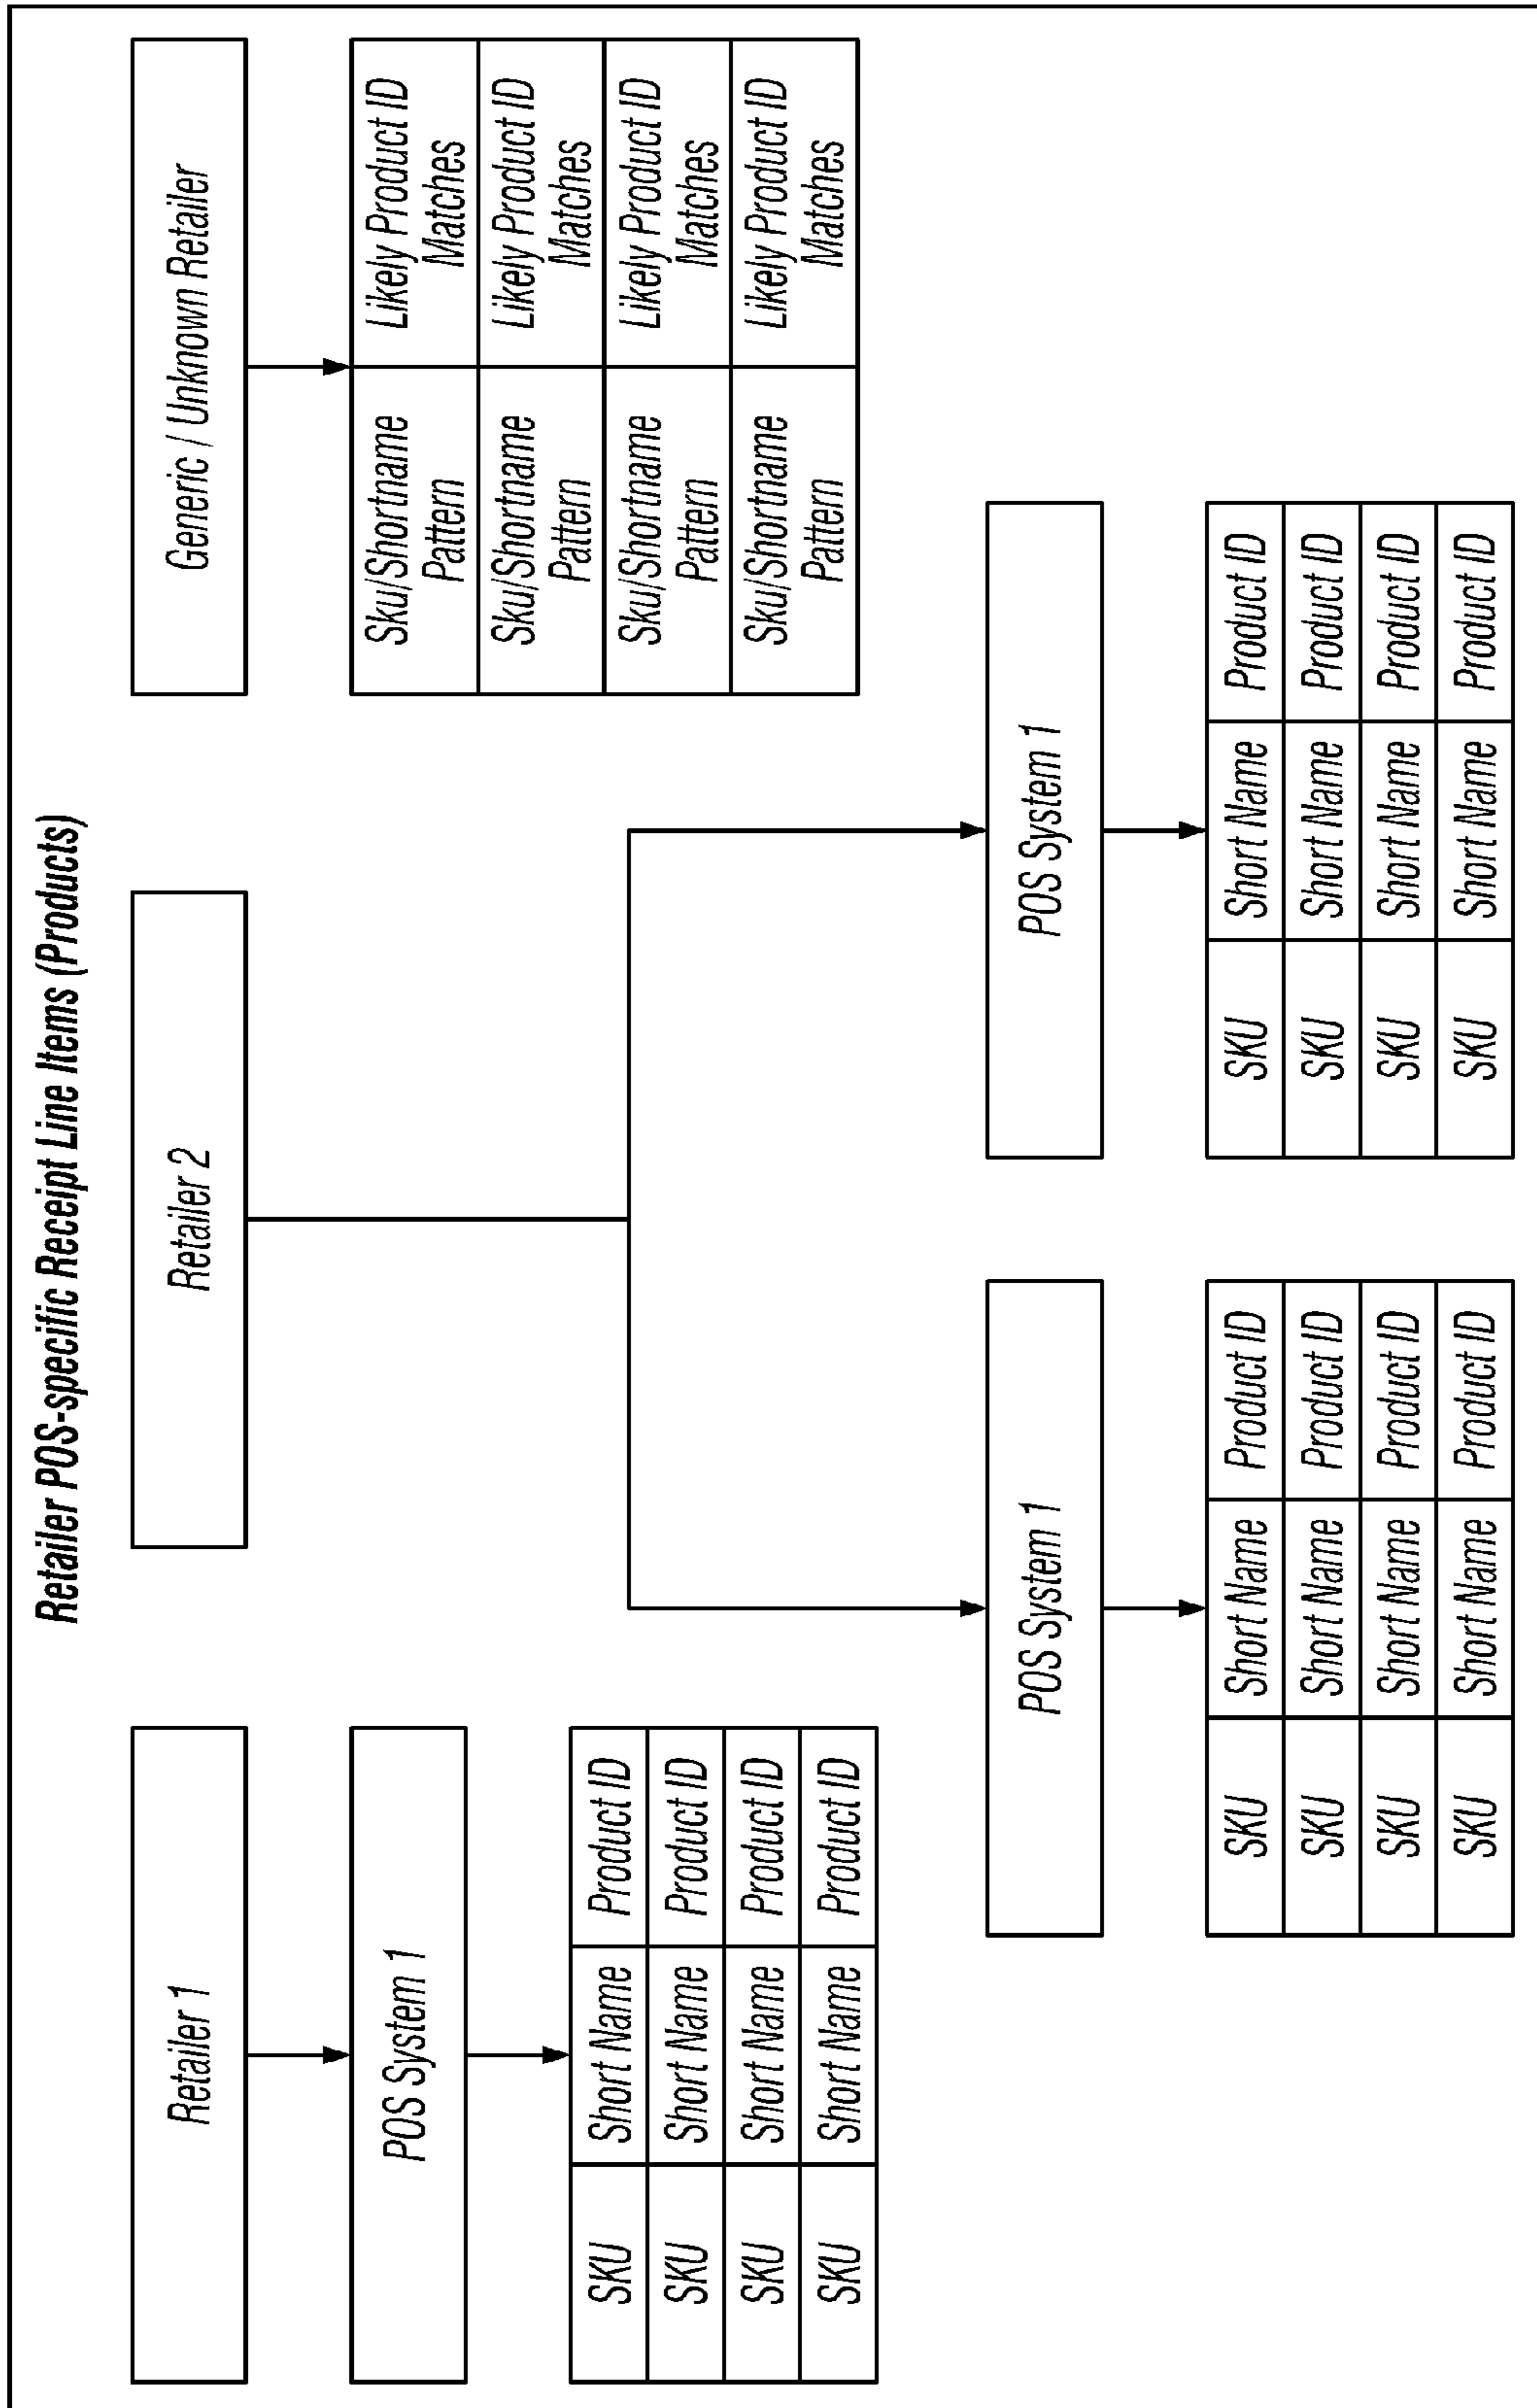 Retailer POS-specific Receipt Line Items (Products)
Retailer 1
POS System 1
SKU Short Name Product ID
SKU Short Name Product ID
SKU Short Name Product ID
SKU Short Name Product ID
Retailer 2
POS System 1
SKU Short Name Product ID
SKU Short Name Product ID
SKU Short Name Product ID
SKU Short Name Product ID
POS System 1
SKU Short Name Product ID
SKU Short Name Product ID
SKU Short Name Product ID
SKU Short Name Product ID
Generic / Unknown Retailer
Sku/Shortname
Pattern
Likely Product ID
Matches
Sku/Shortname
Pattern
Likely Product ID
Matches
Sku/Shortname
Pattern
Likely Product ID
Matches
Sku/Shortname
Pattern
Likely Product ID
Matches